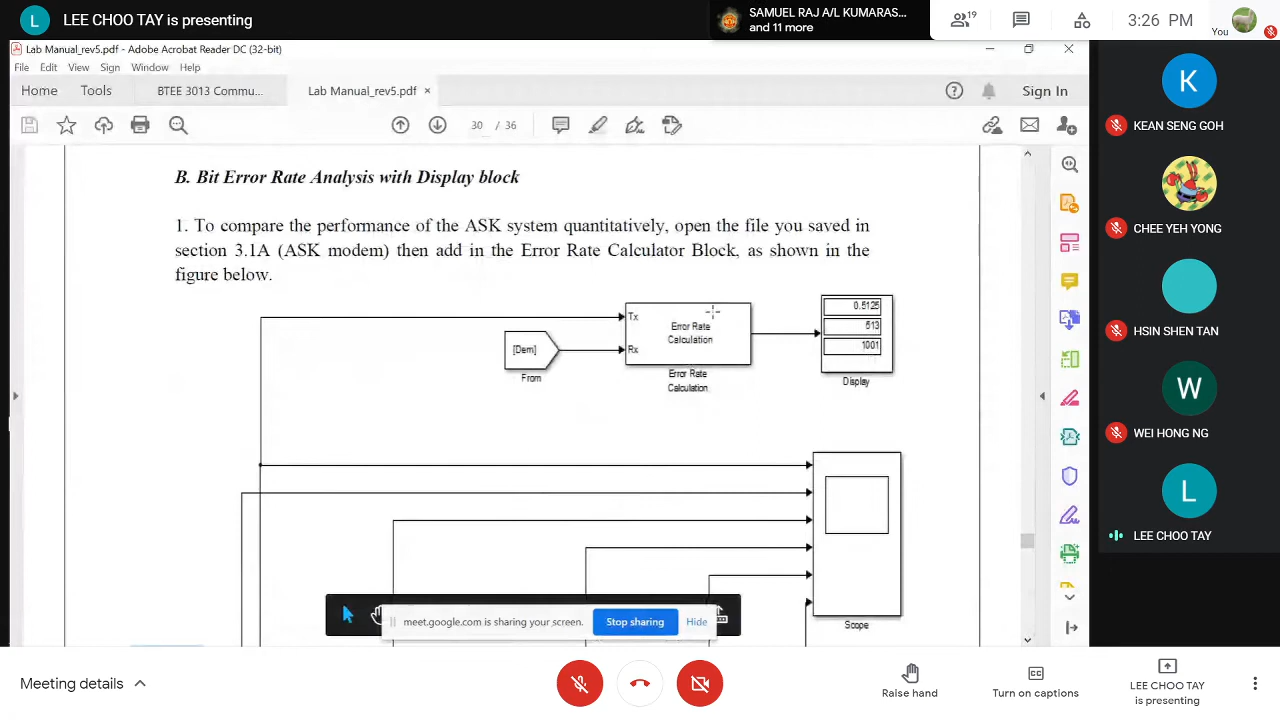 L LEE CHOO TAY is presenting
SAMUEL RAJ A/L KUMARAS...
and 11 more
19
You
3:26 PM
Lab Manual_rev5.pdf - Adobe Acrobat Reader DC (32-bit)
File Edit View Sign Window Help
Home Tools BTEE 3013 Commu... Lab Manual_rev5.pdf × Sign In
30 / 36
B. Bit Error Rate Analysis with Display block
1. To compare the performance of the ASK system quantitatively, open the file you saved in
section 3.1A (ASK modem) then add in the Error Rate Calculator Block, as shown in the
figure below.
Tx
Rx
Error Rate
Calculation
Error Rate
Calculation
[Dem]
From
0.5125
513
1001
Display
Scope
meet.google.com is sharing your screen. Stop sharing Hide
K
KEAN SENG GOH
CHEE YEH YONG
HSIN SHEN TAN
W
WEI HONG NG
L
LEE CHOO TAY
Meeting details
Raise hand
Turn on captions
LEE CHOO TAY
is presenting